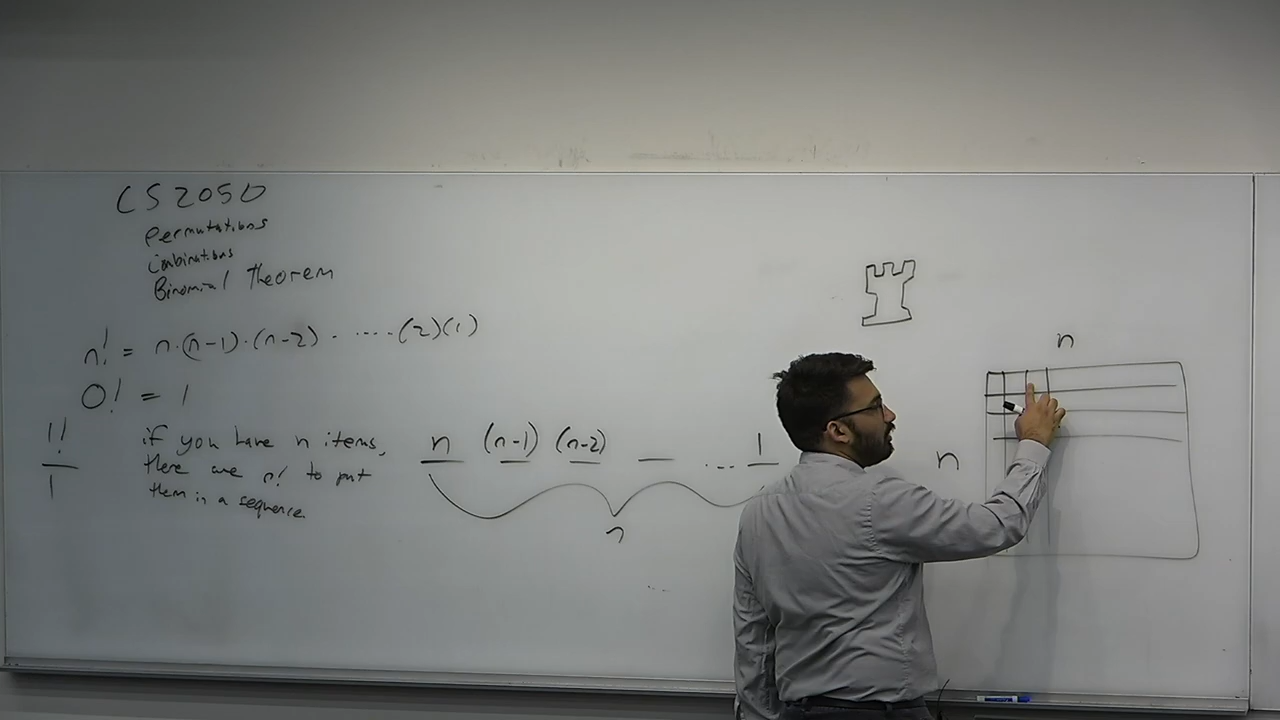 CS 2050
Permutations
Combinations
Binomial Theorem
n! = n·(n-1)·(n-2)· ....(2)(1)
0! = 1
1!
1
if you have n items,
there are n! to put
them in a sequence
n (n-1) (n-2) ... 1
n
n
n